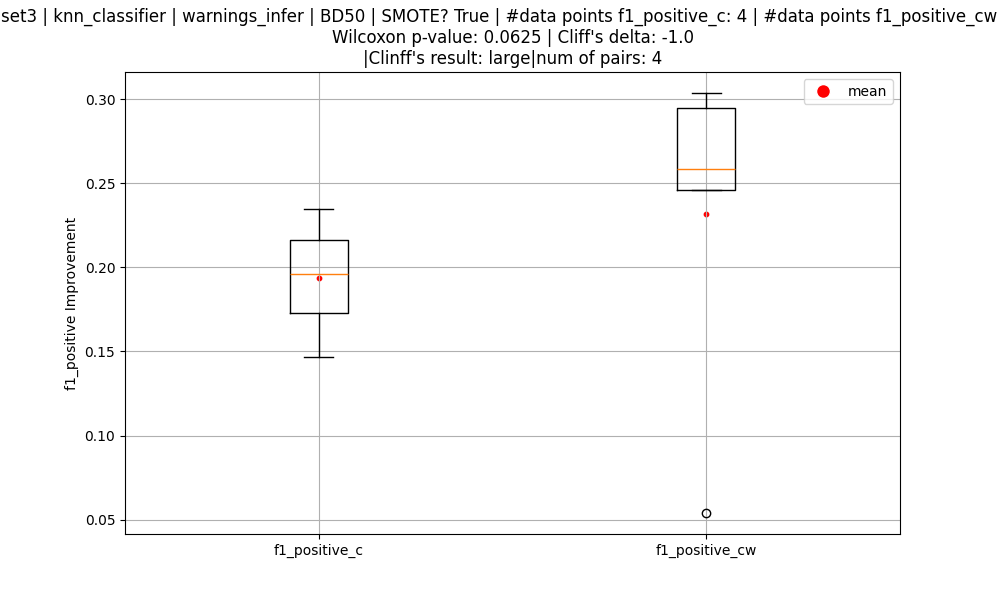 set3 | knn_classifier | warnings_infer | BD50 | SMOTE? True | #data points f1_positive_c: 4 | #data points f1_positive_cw
Wilcoxon p-value: 0.0625 | Cliff's delta: -1.0
|Clinff's result: large|num of pairs: 4
mean
0.30
0.25
0.20
0.15
0.10
0.05
f1_positive Improvement
f1_positive_c
f1_positive_cw